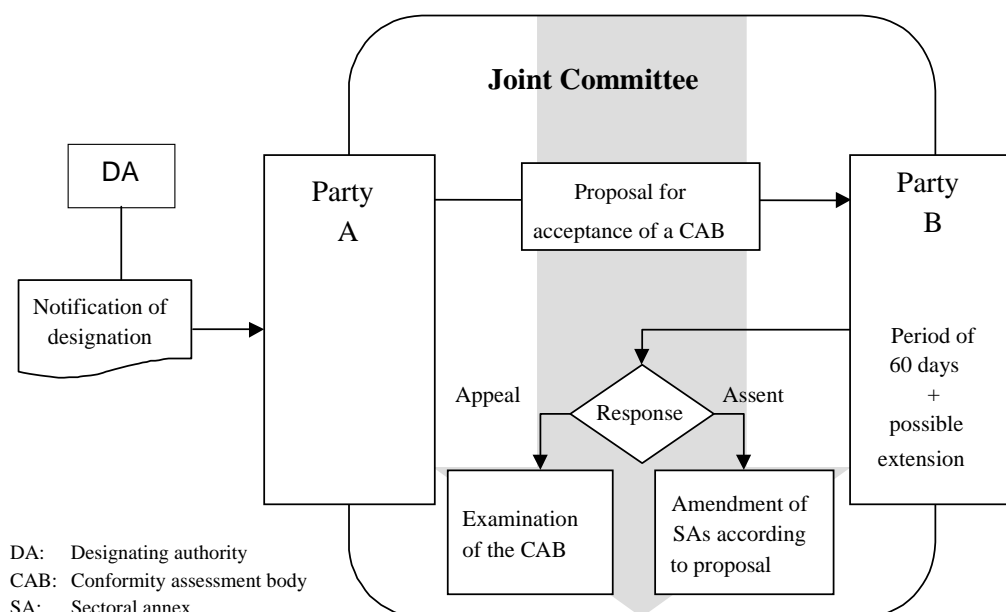 Joint Committee
DA
Party
A
Proposal for
acceptance of a CAB
Party
B
Notification of
designation
Period of
60 days
+
possible
extension
Appeal
Response
Assent
Examination
of the CAB
Amendment of
SAs according
to proposal
DA: Designating authority
CAB: Conformity assessment body
SA: Sectoral annex